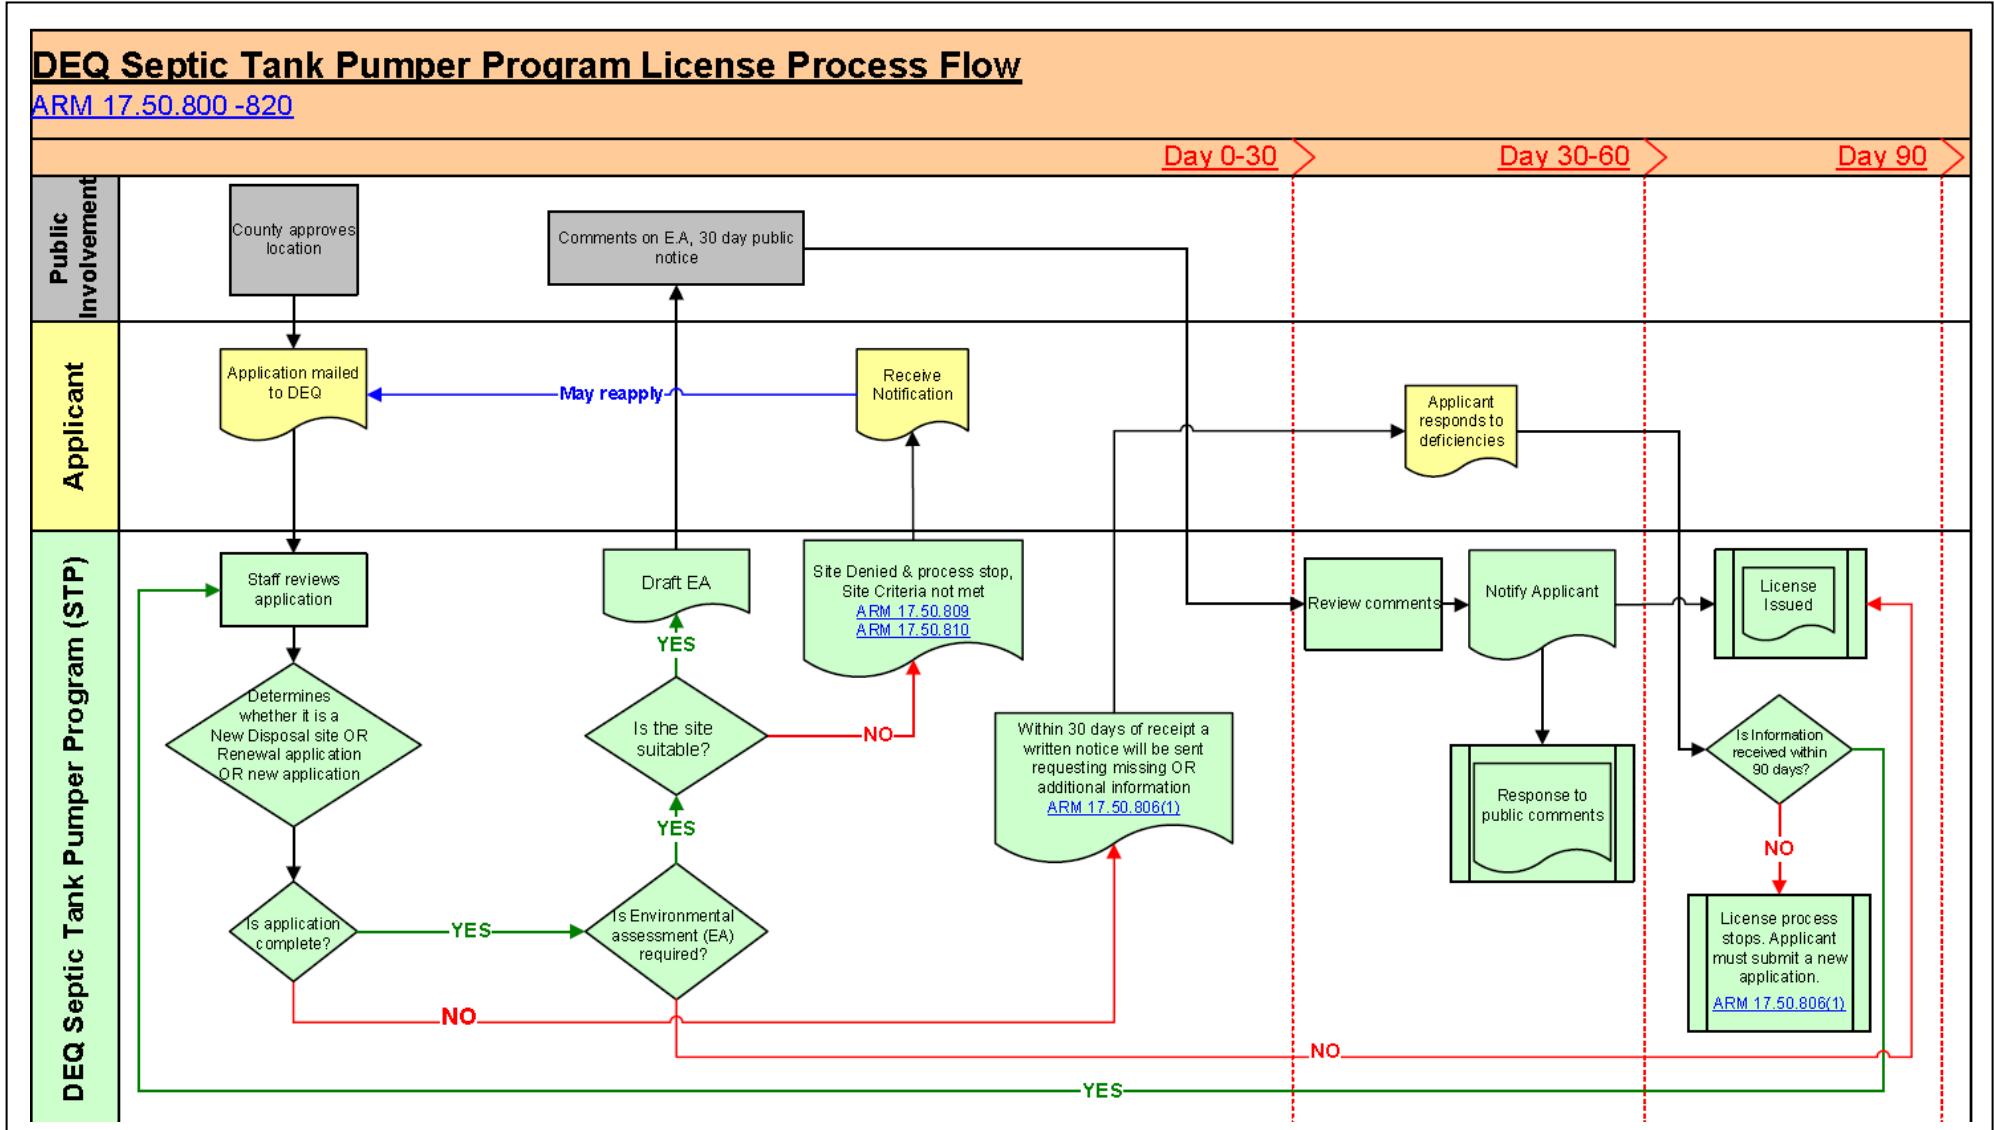 DEQ Septic Tank Pumper Program License Process Flow
ARM 17.50.800 -820
Day 0-30
Day 30-60
Day 90
Public
Involvement
County approves
location
Comments on E.A, 30 day public
notice
Applicant
Application mailed
to DEQ
May reapply
Receive
Notification
Applicant
responds to
deficiencies
DEQ Septic Tank Pumper Program (STP)
Staff reviews
application
Determines
whether it is a
New Disposal site OR
Renewal application
OR new application
Is application
complete?
YES
NO
Is Environmental
assessment (EA)
required?
YES
NO
Is the site
suitable?
YES
NO
Draft EA
Site Denied & process stop,
Site Criteria not met
ARM 17.50.809
ARM 17.50.810
Within 30 days of receipt a
written notice will be sent
requesting missing OR
additional information
ARM 17.50.806(1)
Review comments
Notify Applicant
Response to
public comments
License
Issued
Is Information
received within
90 days?
NO
YES
License process
stops. Applicant
must submit a new
application.
ARM 17.50.806(1)